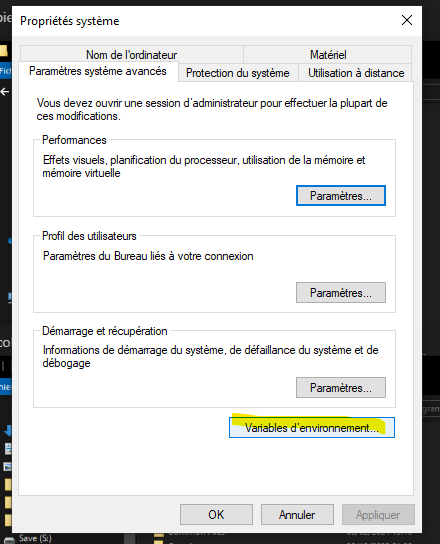 Propriétés système
Nom de l'ordinateur
Matériel
Paramètres système avancés
Protection du système
Utilisation à distance
Vous devez ouvrir une session d'administrateur pour effectuer la plupart de
ces modifications.
Performances
Effets visuels, planification du processeur, utilisation de la mémoire et
mémoire virtuelle
Paramètres...
Profil des utilisateurs
Paramètres du Bureau liés à votre connexion
Paramètres...
Démarrage et récupération
Informations de démarrage du système, de défaillance du système et de
débogage
Paramètres...
Variables d'environnement...
OK
Annuler
Appliquer
Save (S:)